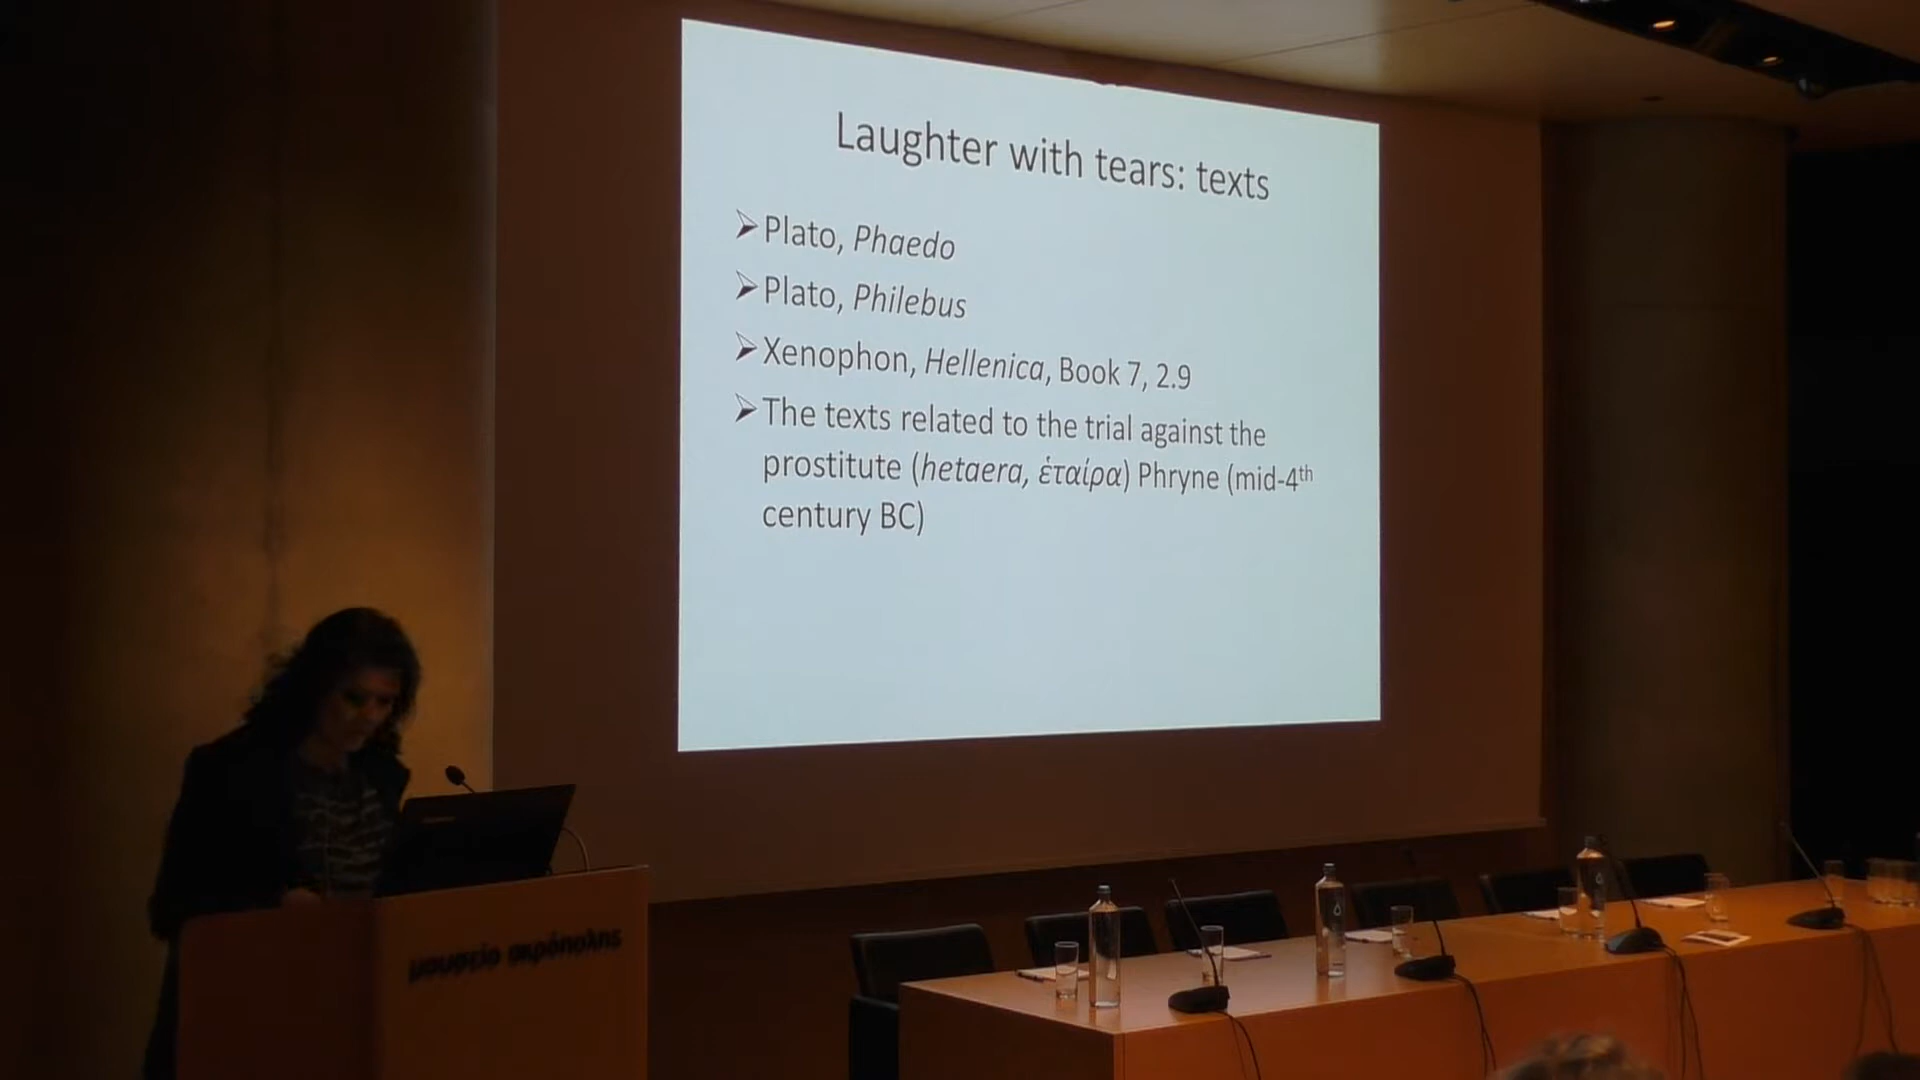 Laughter with tears: texts
➢Plato, Phaedo
➢Plato, Philebus
➢Xenophon, Hellenica, Book 7, 2.9
➢The texts related to the trial against the
prostitute (hetaera, ἑταίρα) Phryne (mid-4th
century BC)
μουσείο ακρόπολης